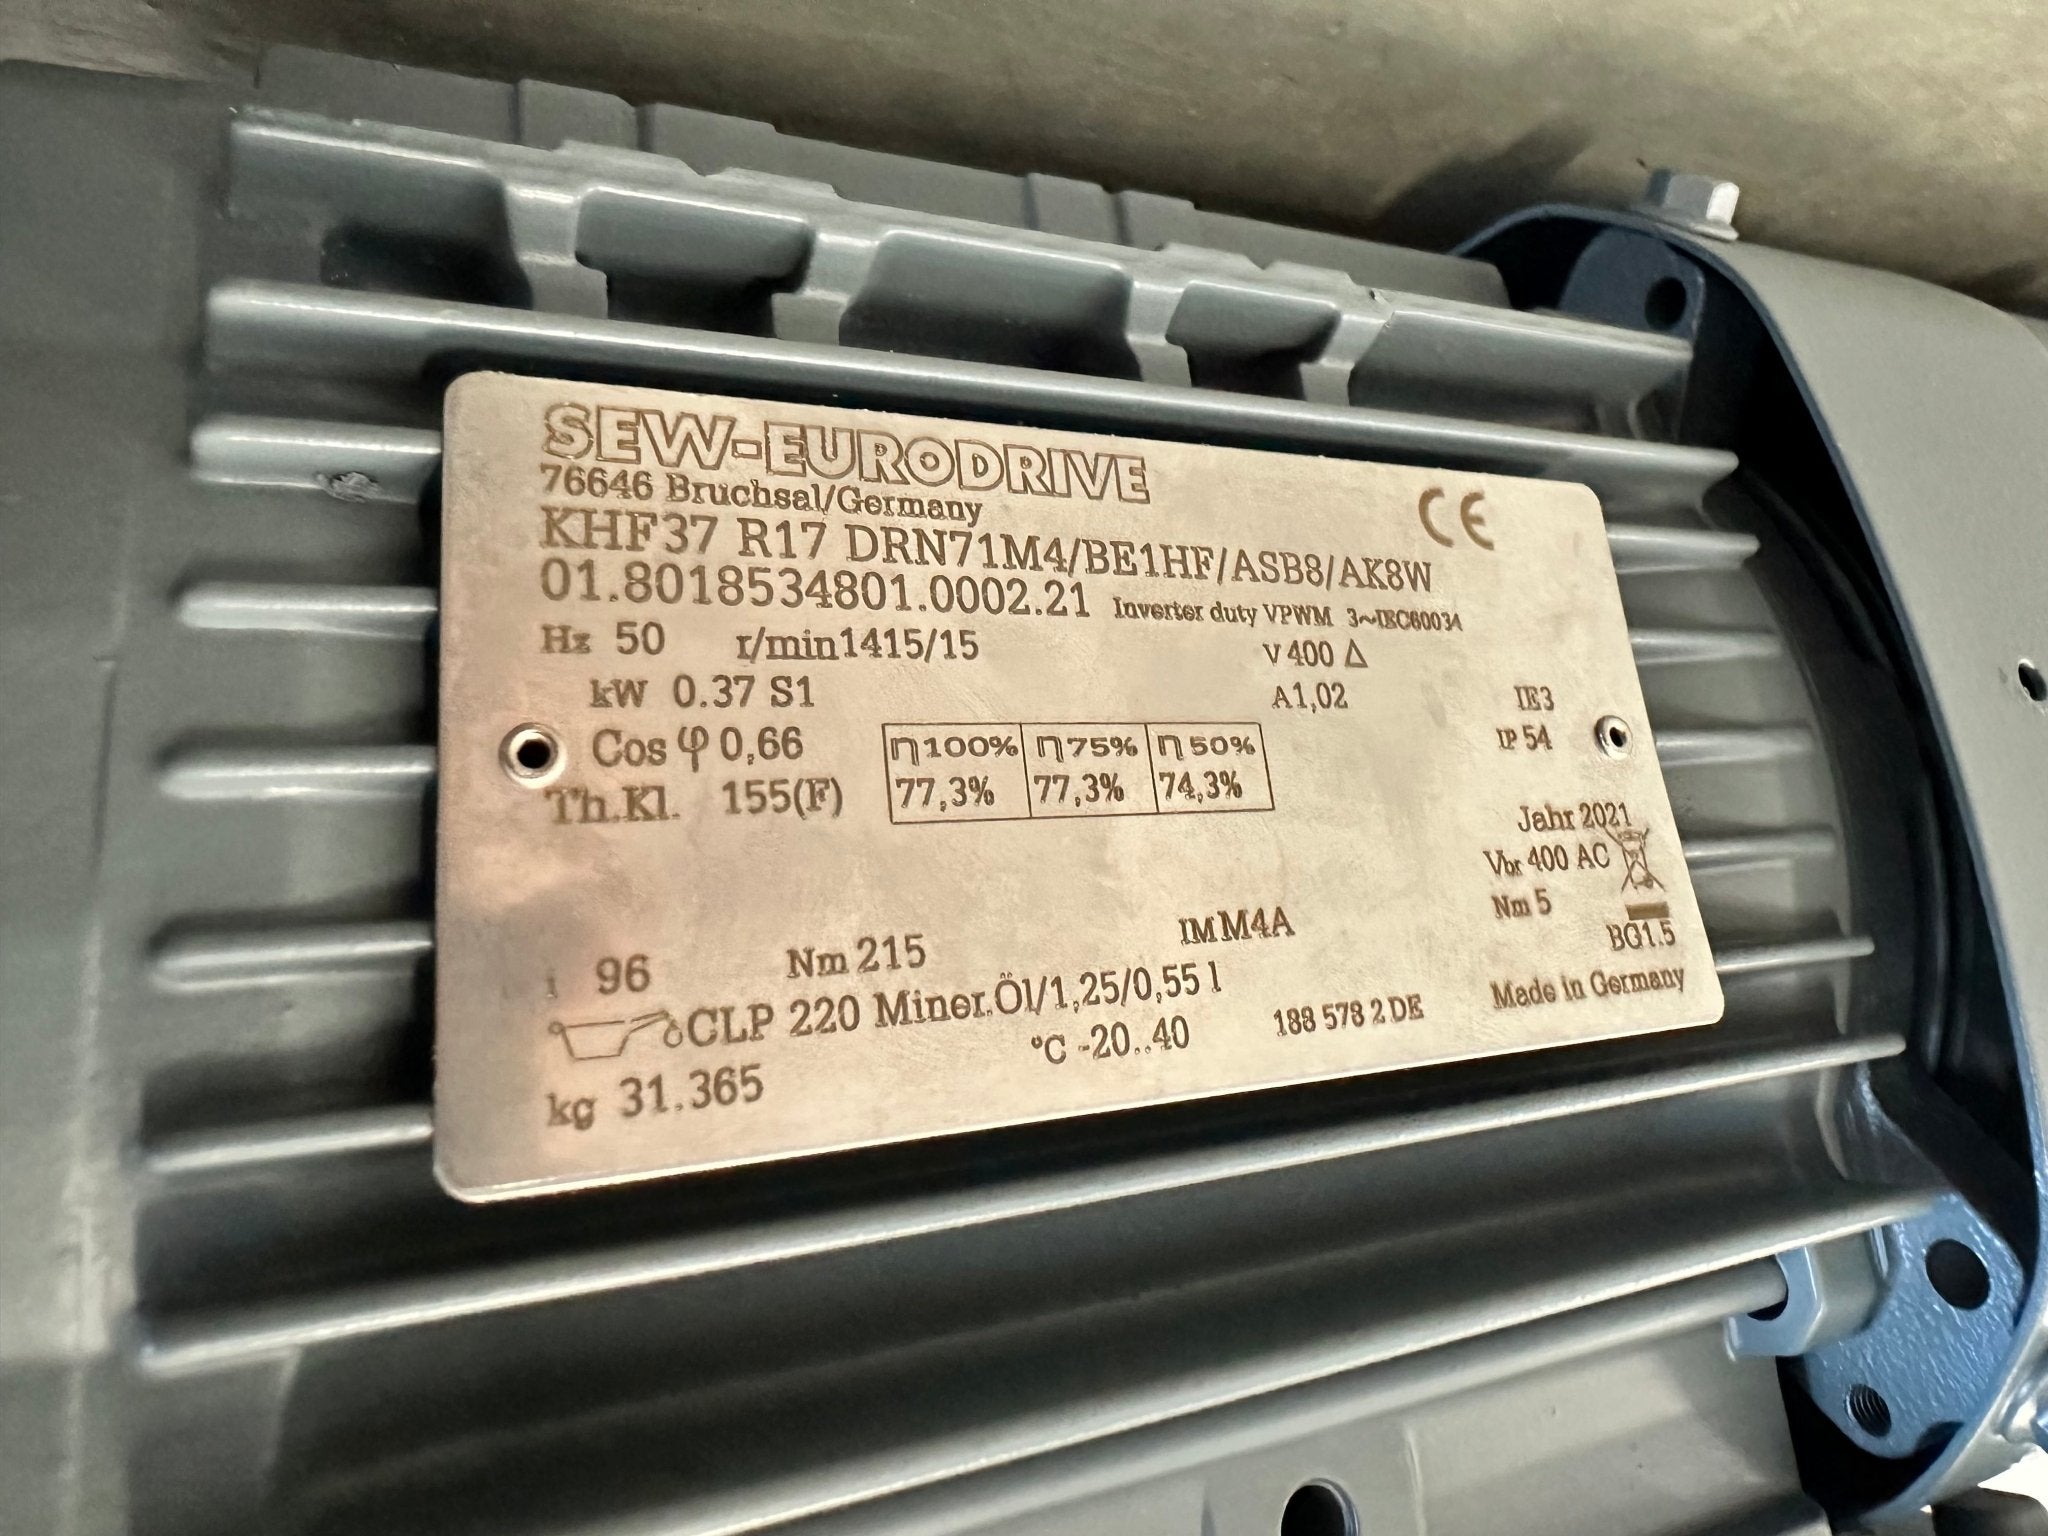 SEW-EURODRIVE
76646 Bruchsal/Germany
CE
KHF37 R17 DRN71M4/BE1HF/ASB8/AK8W
01.8018534801.0002.21 Inverter duty VPWM 3~IEC60034
Hz 50 r/min1415/15 V 400 Δ
kW 0.37 S1 A1,02 IE3
Cos φ 0,66 η100% η75% η50% IP 54
Th.Kl. 155(F) 77,3% 77,3% 74,3%
Jahr 2021
Vbr 400 AC
Nm 5
i 96 Nm 215 IM M4A BG1.5
CLP 220 Miner.Öl/1,25/0,55 l Made in Germany
kg 31.365 °C -20..40 188 578 2 DE